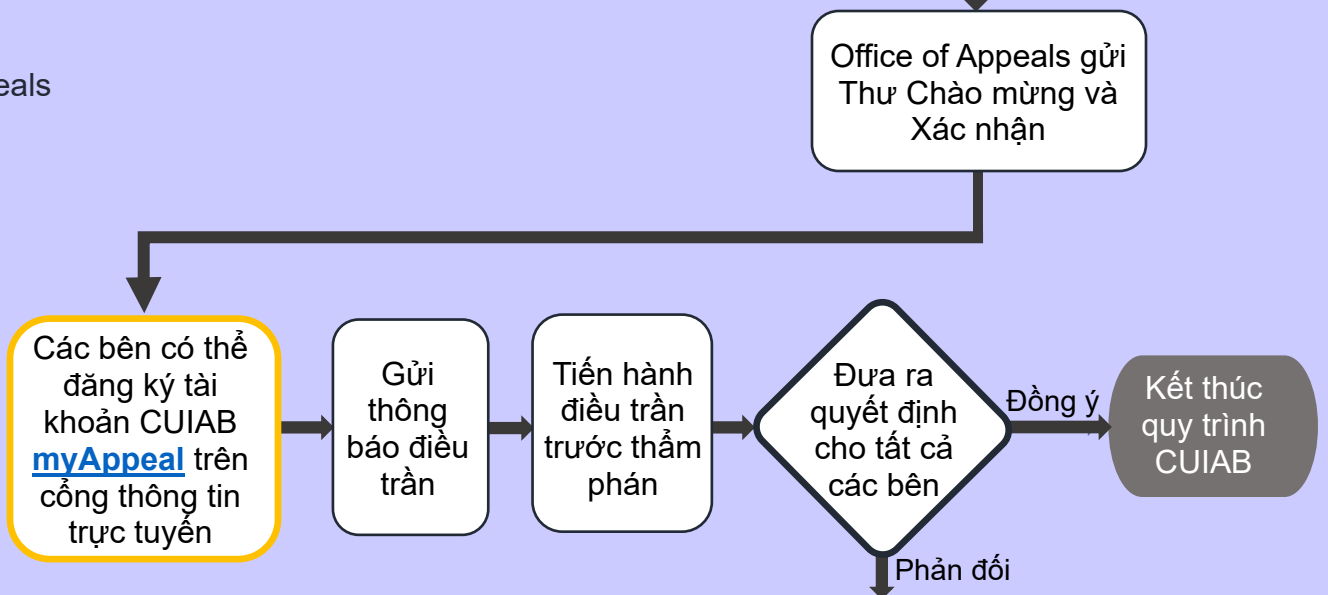 Office of Appeals gửi
Thư Chào mừng và
Xác nhận
eals
Các bên có thể
đăng ký tài
khoản CUIAB
myAppeal trên
cổng thông tin
trực tuyến
Gửi
thông
báo điều
trần
Tiến hành
điều trần
trước thẩm
phán
Đưa ra
quyết định
cho tất cả
các bên
Đồng ý
Kết thúc
quy trình
CUIAB
Phản đối